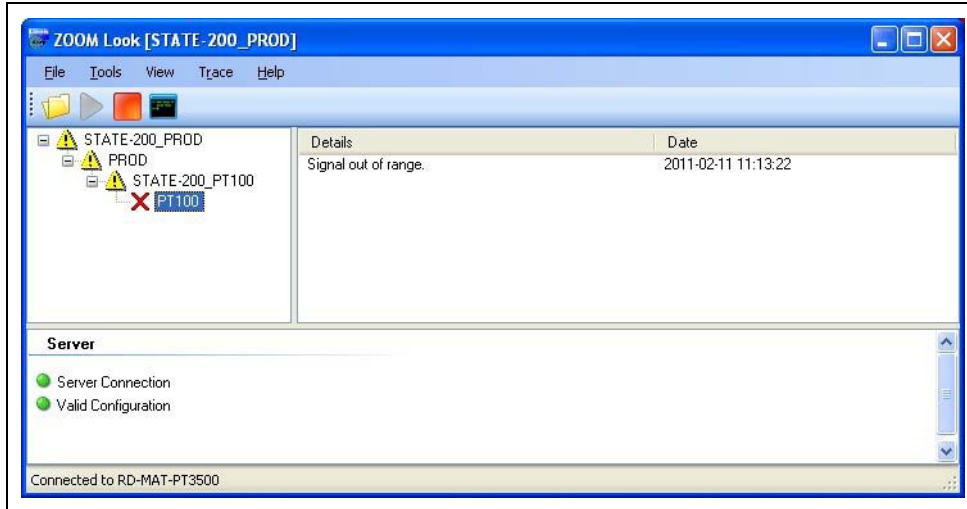 ZOOM Look [STATE-200_PROD]
File Tools View Trace Help
STATE-200_PROD
PROD
STATE-200_PT100
PT100
Details Date
Signal out of range. 2011-02-11 11:13:22
Server
Server Connection
Valid Configuration
Connected to RD-MAT-PT3500